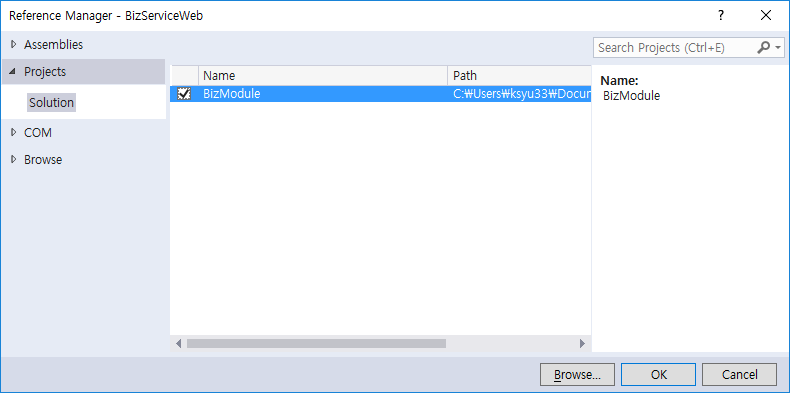 Reference Manager - BizServiceWeb
Assemblies
Projects
Solution
COM
Browse
Name
Path
BizModule
C:₩Users₩ksyu33₩Docum
Search Projects (Ctrl+E)
Name:
BizModule
Browse...
OK
Cancel